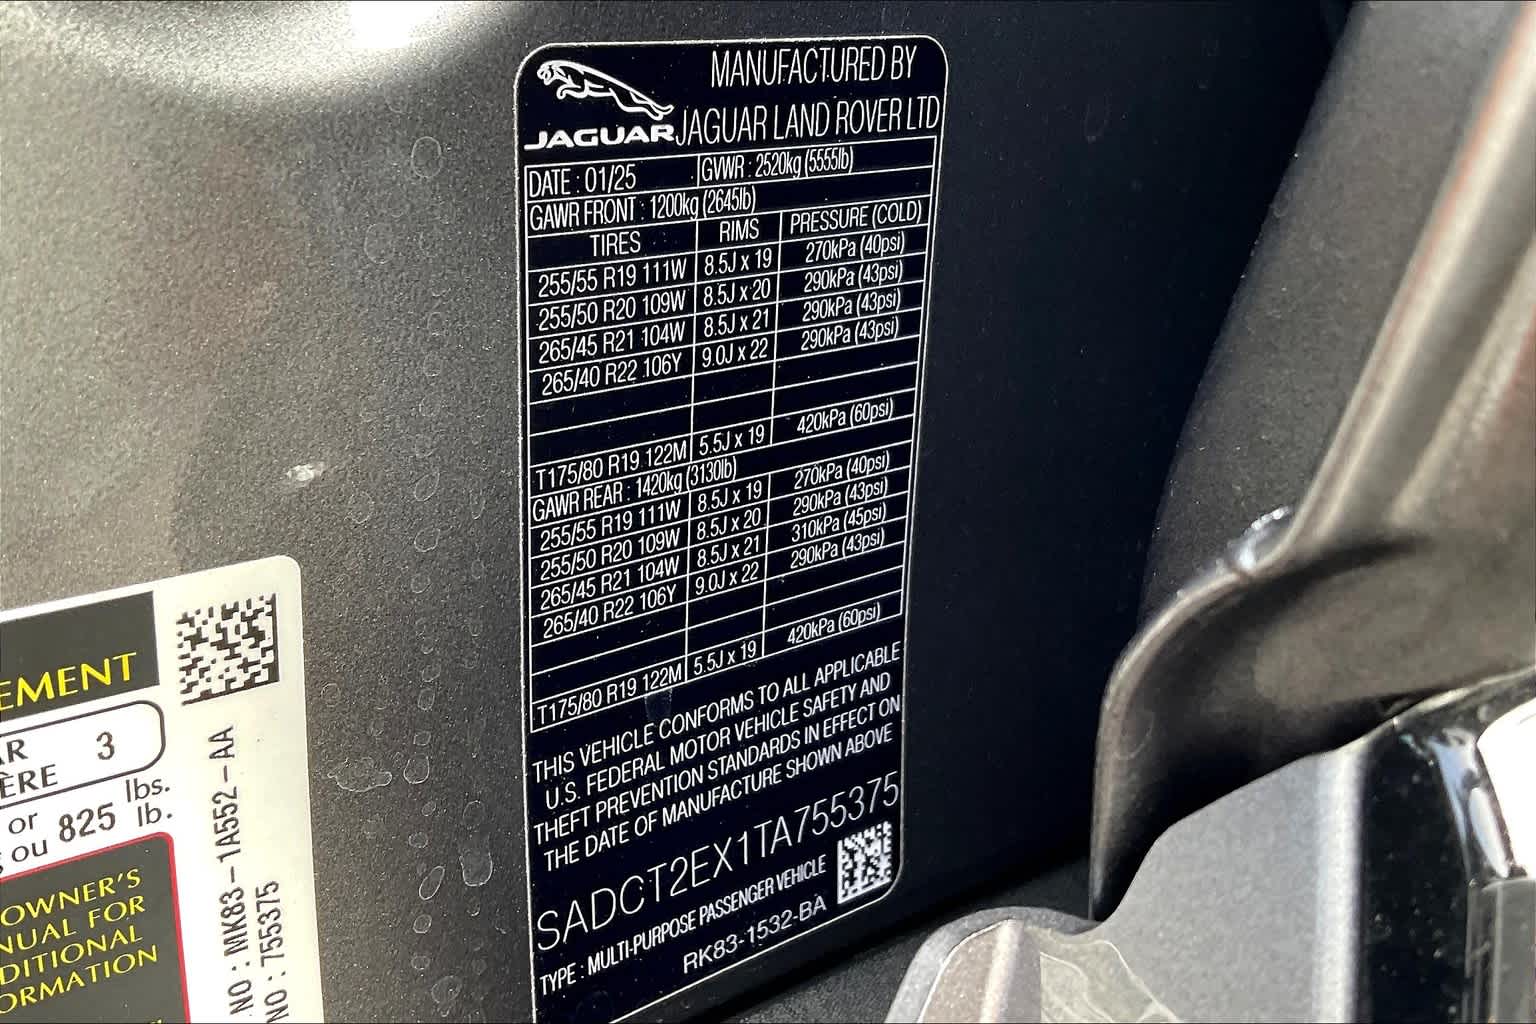 JAGUAR
MANUFACTURED BY
JAGUAR LAND ROVER LTD
DATE : 01/25 GVWR : 2520kg (5555lb)
GAWR FRONT : 1200kg (2645lb)
TIRES RIMS PRESSURE (COLD)
255/55 R19 111W 8.5J x 19 270kPa (40psi)
255/50 R20 109W 8.5J x 20 290kPa (43psi)
265/45 R21 104W 8.5J x 21 290kPa (43psi)
265/40 R22 106Y 9.0J x 22 290kPa (43psi)
T175/80 R19 122M 5.5J x 19 420kPa (60psi)
GAWR REAR : 1420kg (3130lb)
255/55 R19 111W 8.5J x 19 270kPa (40psi)
255/50 R20 109W 8.5J x 20 290kPa (43psi)
265/45 R21 104W 8.5J x 21 310kPa (45psi)
265/40 R22 106Y 9.0J x 22 290kPa (43psi)
T175/80 R19 122M 5.5J x 19 420kPa (60psi)
THIS VEHICLE CONFORMS TO ALL APPLICABLE
U.S. FEDERAL MOTOR VEHICLE SAFETY AND
THEFT PREVENTION STANDARDS IN EFFECT ON
THE DATE OF MANUFACTURE SHOWN ABOVE
SADCT2EX1TA755375
TYPE : MULTI-PURPOSE PASSENGER VEHICLE
RK83-1532-BA
EMENT
AR 3
ÈRE
or 825 lbs.
ou lb.
OWNER'S
NUAL FOR
DITIONAL
ORMATION
NO : MK83-1A552-AA
NO : 755375